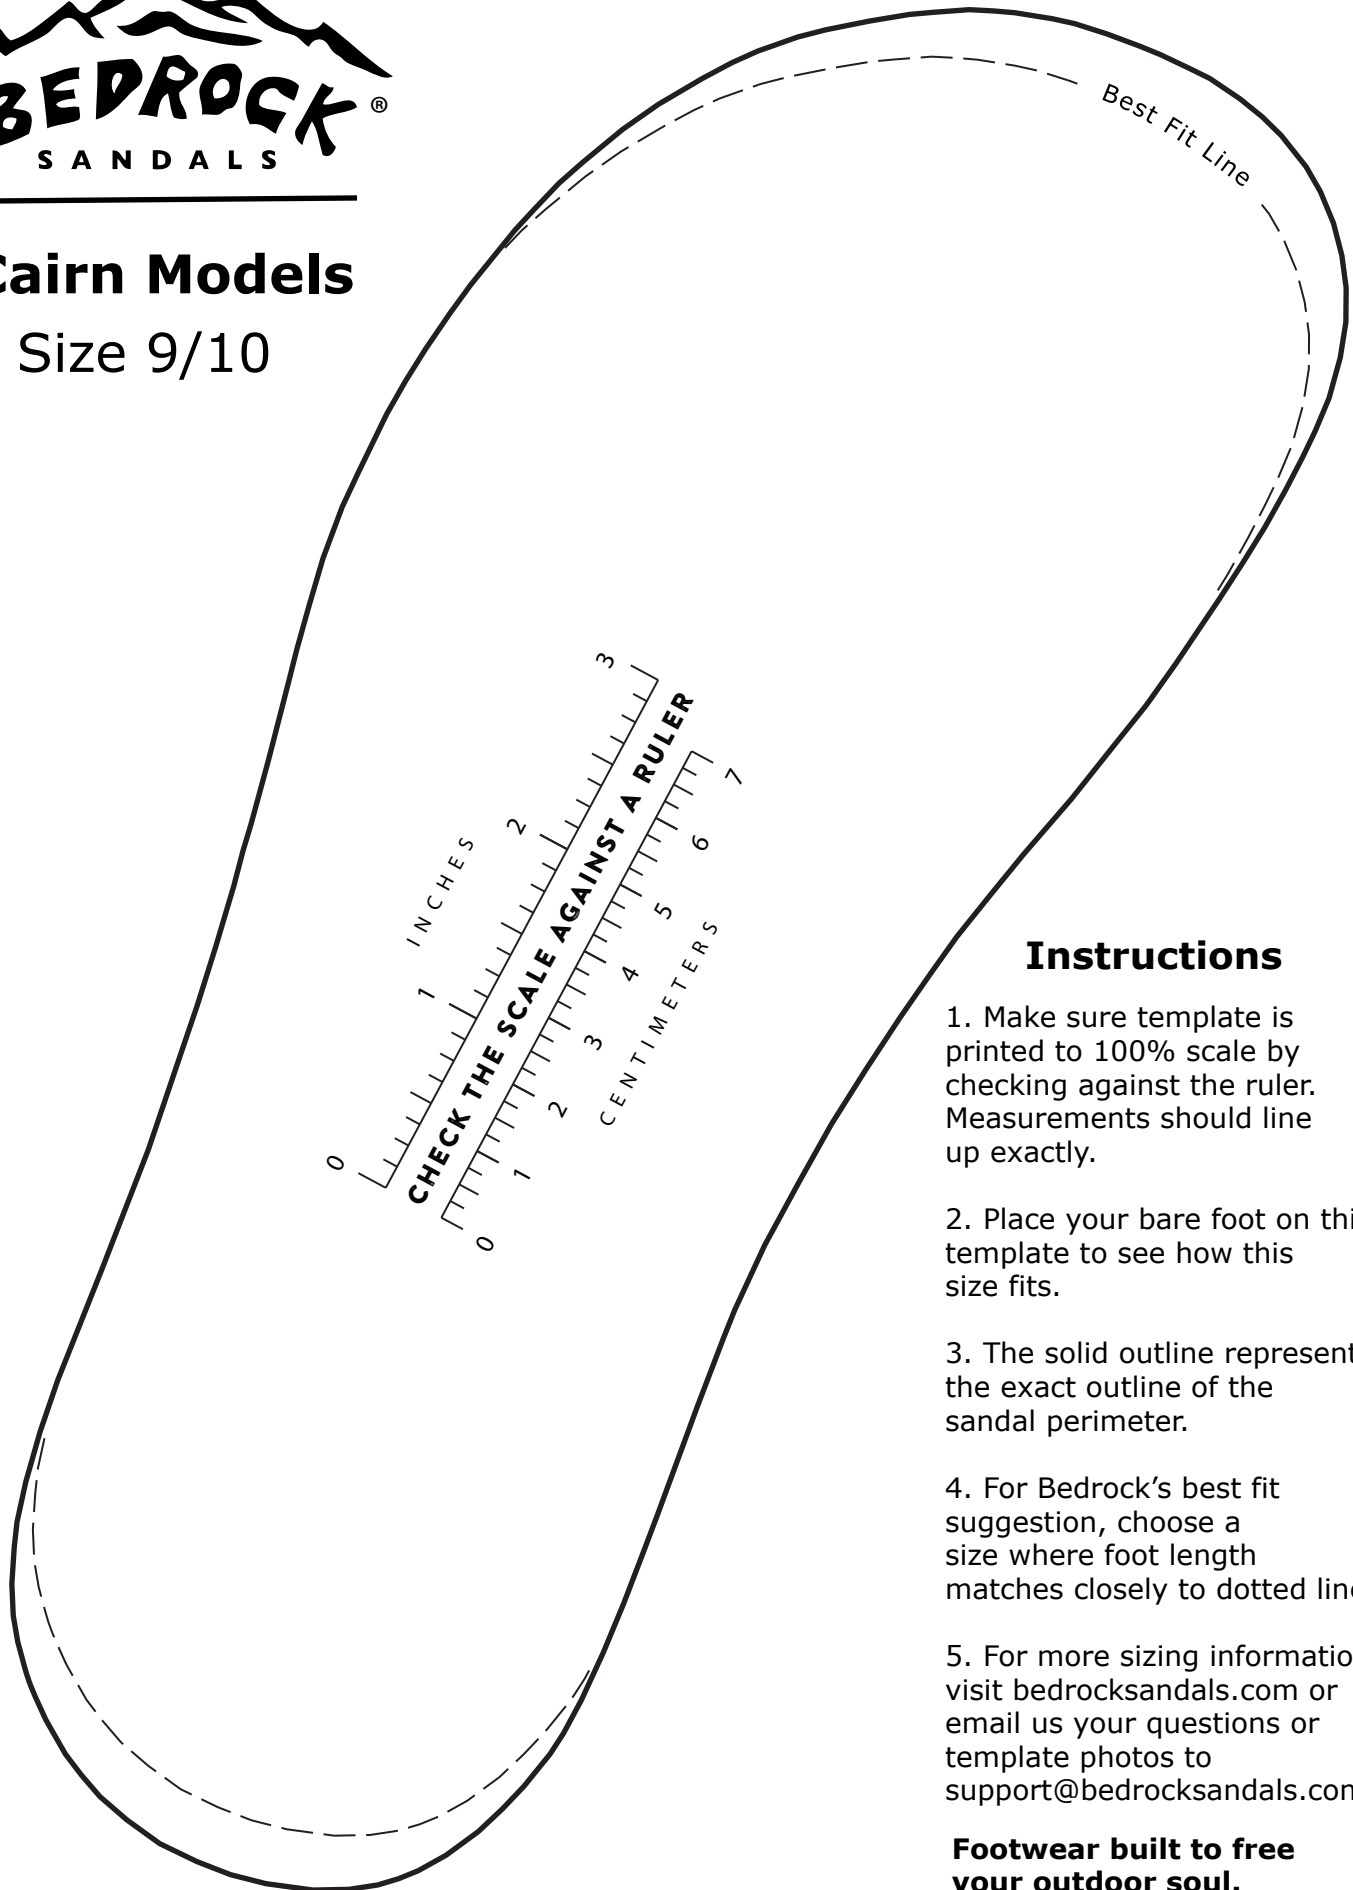 BEDROCK®
SANDALS
Cairn Models
Size 9/10
Best Fit Line
INCHES
0 1 2 3
CHECK THE SCALE AGAINST A RULER
0 1 2 3 4 5 6 7
CENTIMETERS
Instructions
1. Make sure template is
printed to 100% scale by
checking against the ruler.
Measurements should line
up exactly.
2. Place your bare foot on thi
template to see how this
size fits.
3. The solid outline represent
the exact outline of the
sandal perimeter.
4. For Bedrock’s best fit
suggestion, choose a
size where foot length
matches closely to dotted line
5. For more sizing informatio
visit bedrocksandals.com or
email us your questions or
template photos to
support@bedrocksandals.com
Footwear built to free
your outdoor soul.